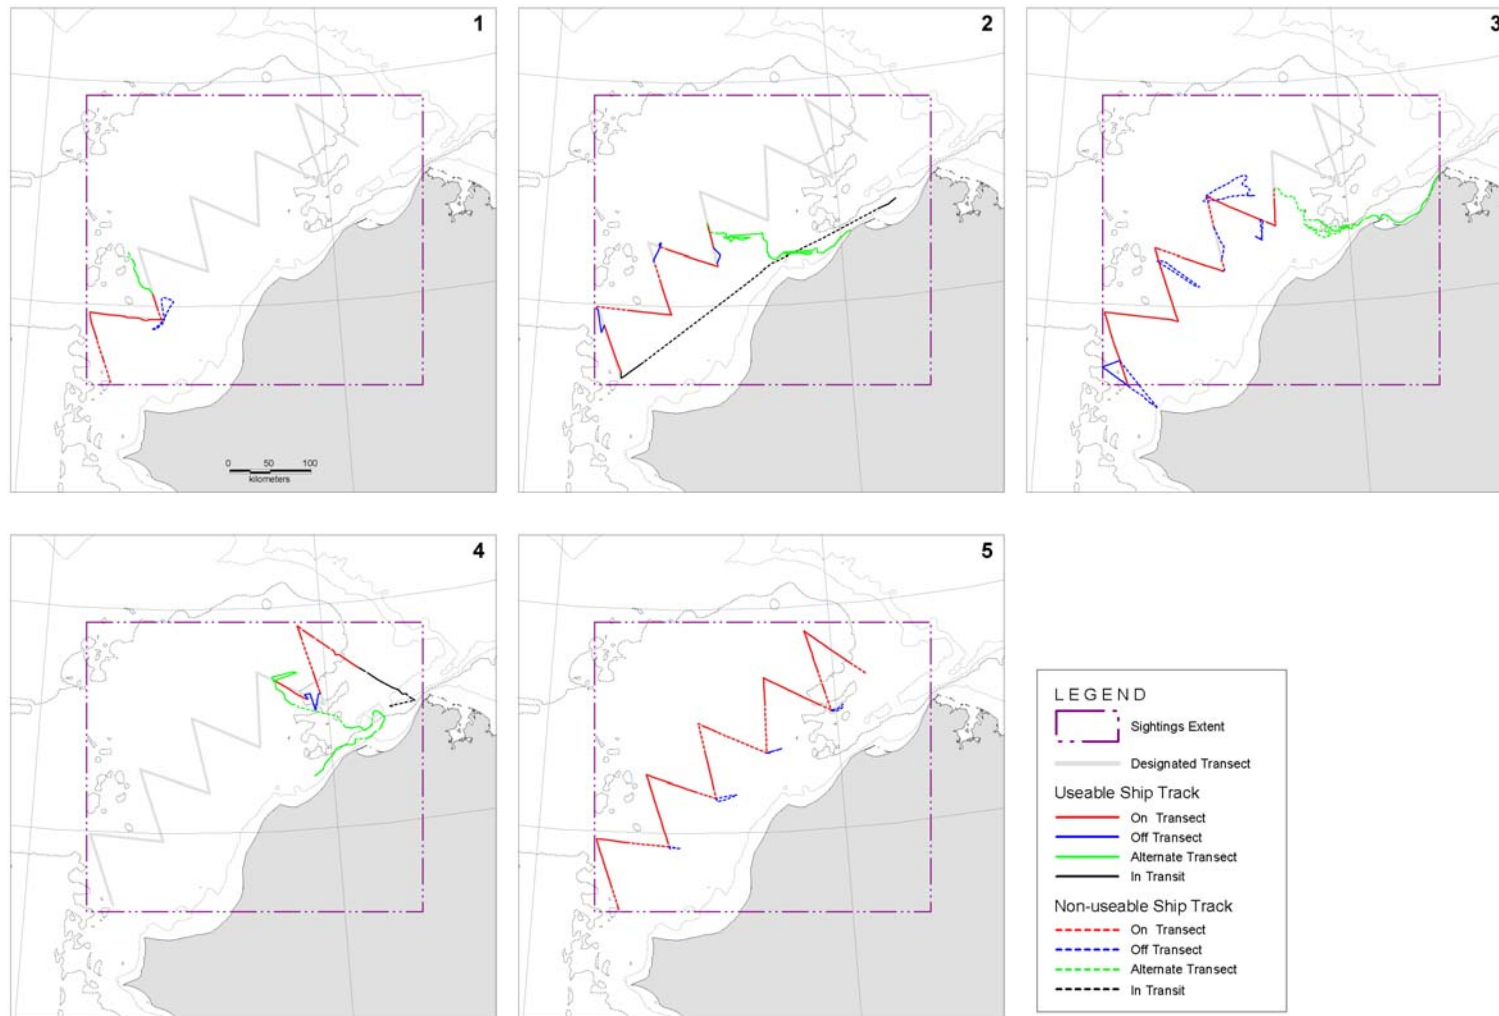 1
2
3
0 50 100
kilometers
4
5
LEGEND
Sightings Extent
Designated Transect
Useable Ship Track
On Transect
Off Transect
Alternate Transect
In Transit
Non-useable Ship Track
On Transect
Off Transect
Alternate Transect
In Transit